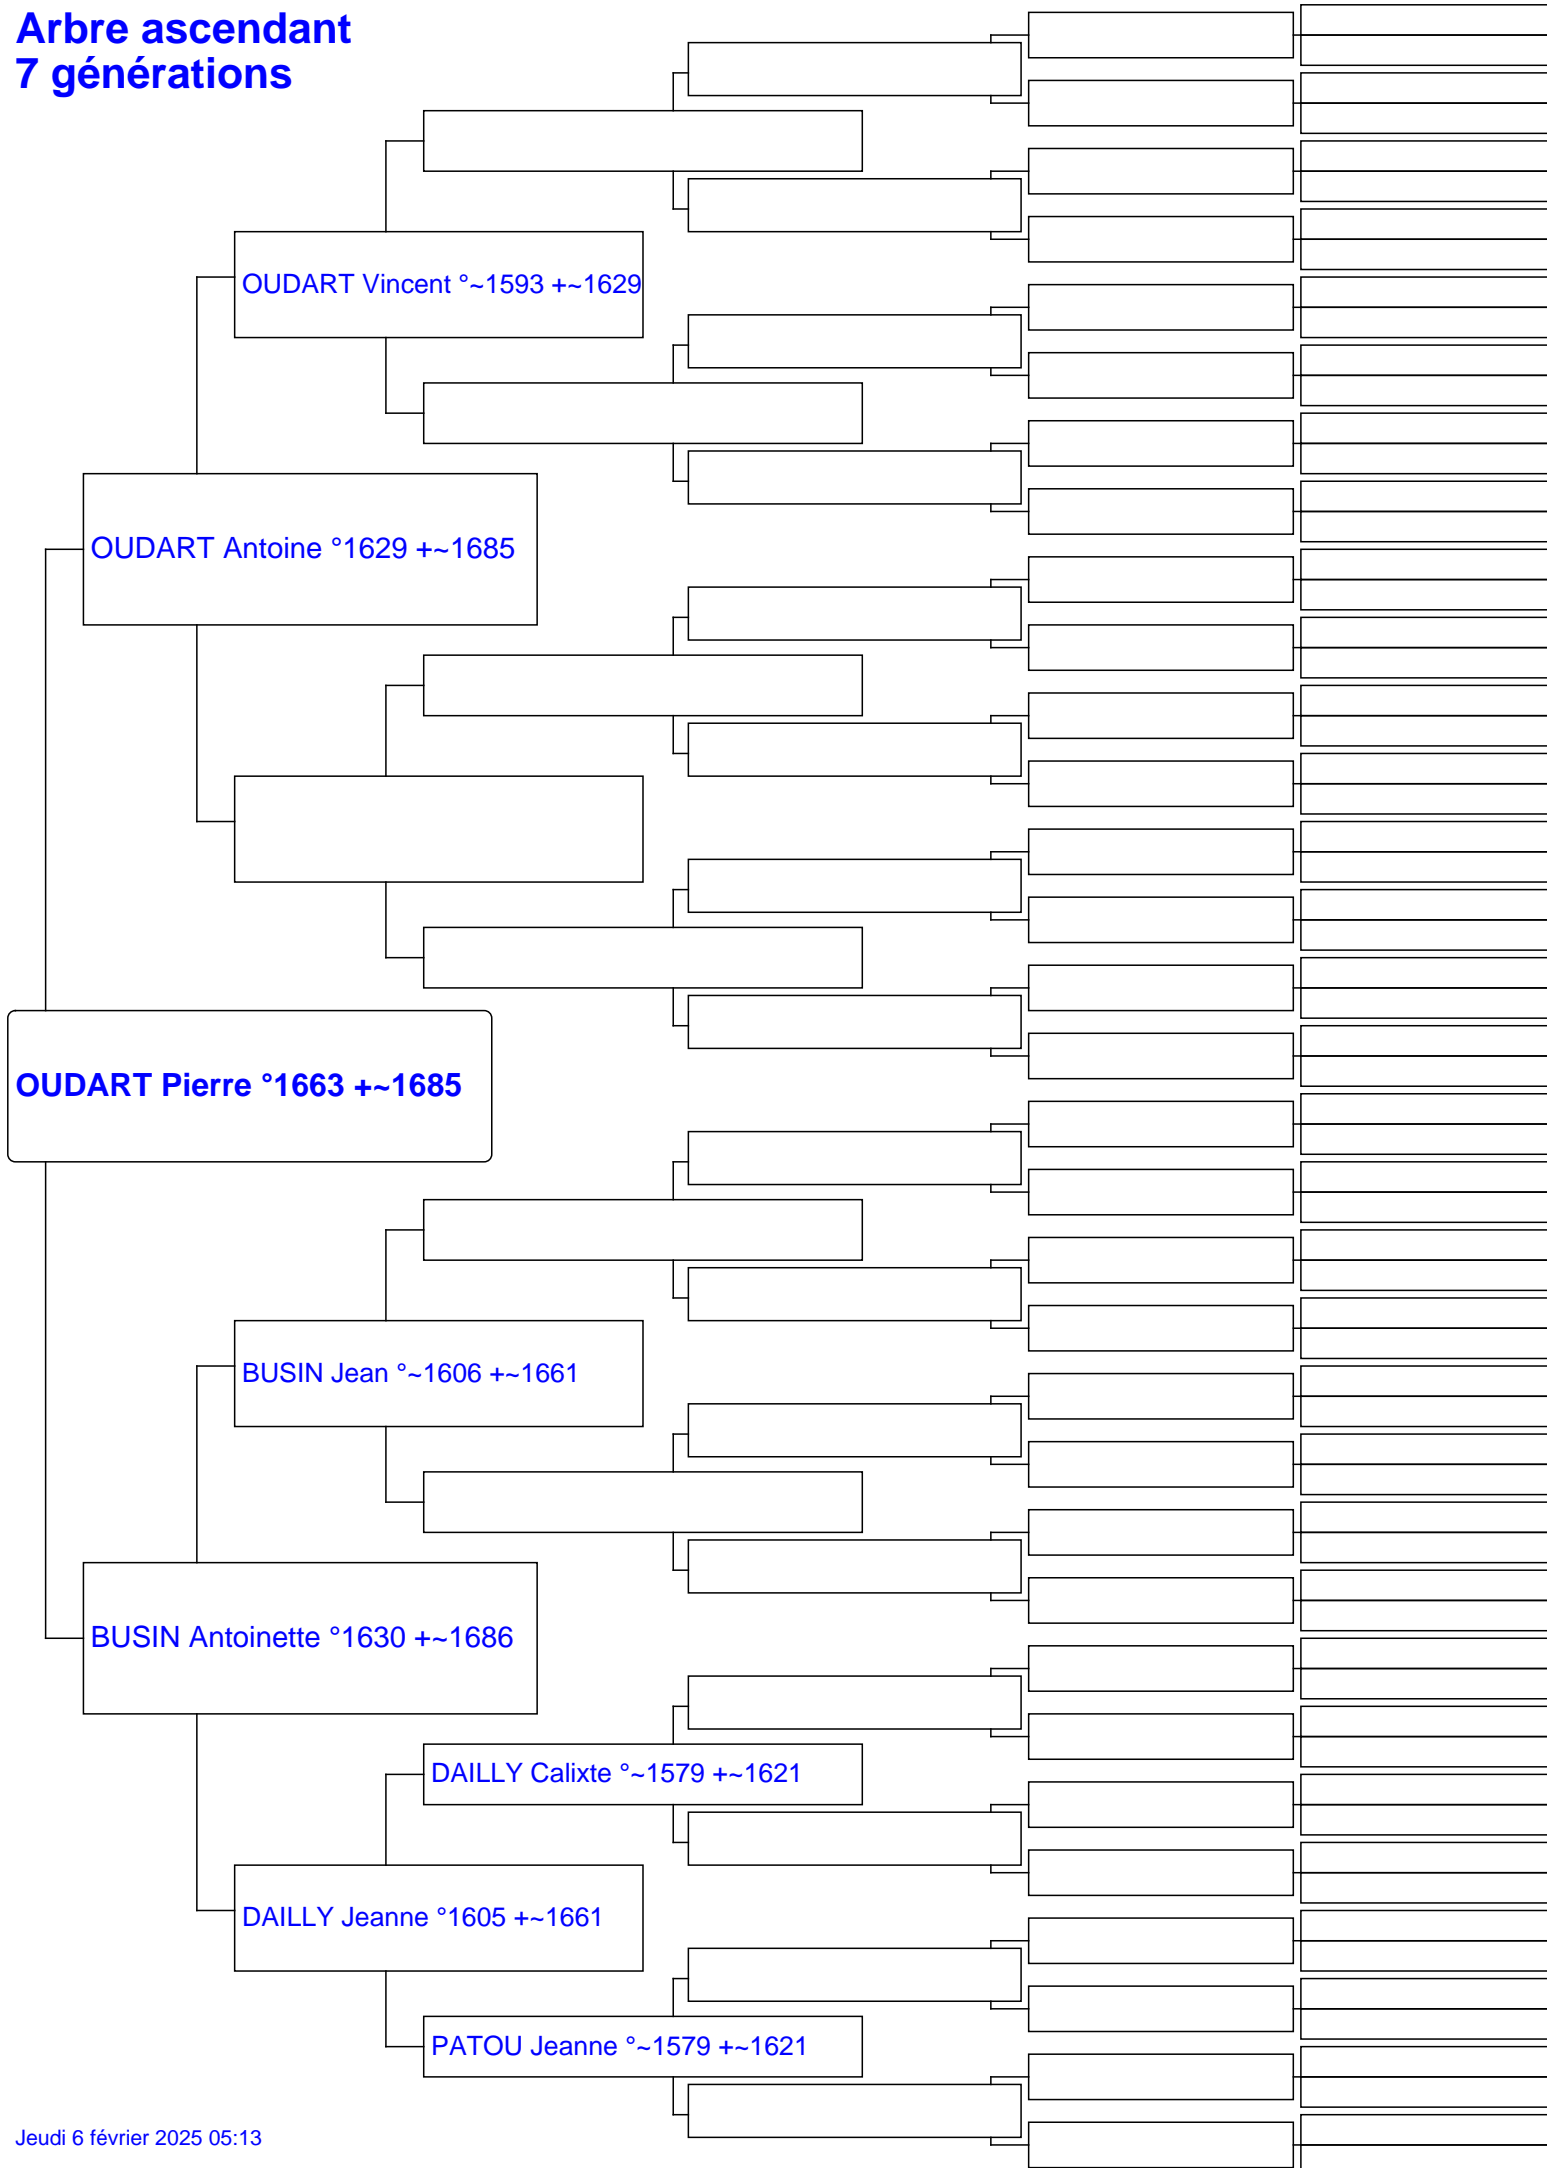 Arbre ascendant
7 générations
OUDART Vincent °~1593 +~1629
OUDART Antoine °1629 +~1685
OUDART Pierre °1663 +~1685
BUSIN Jean °~1606 +~1661
BUSIN Antoinette °1630 +~1686
DAILLY Calixte °~1579 +~1621
DAILLY Jeanne °1605 +~1661
PATOU Jeanne °~1579 +~1621
Jeudi 6 février 2025 05:13